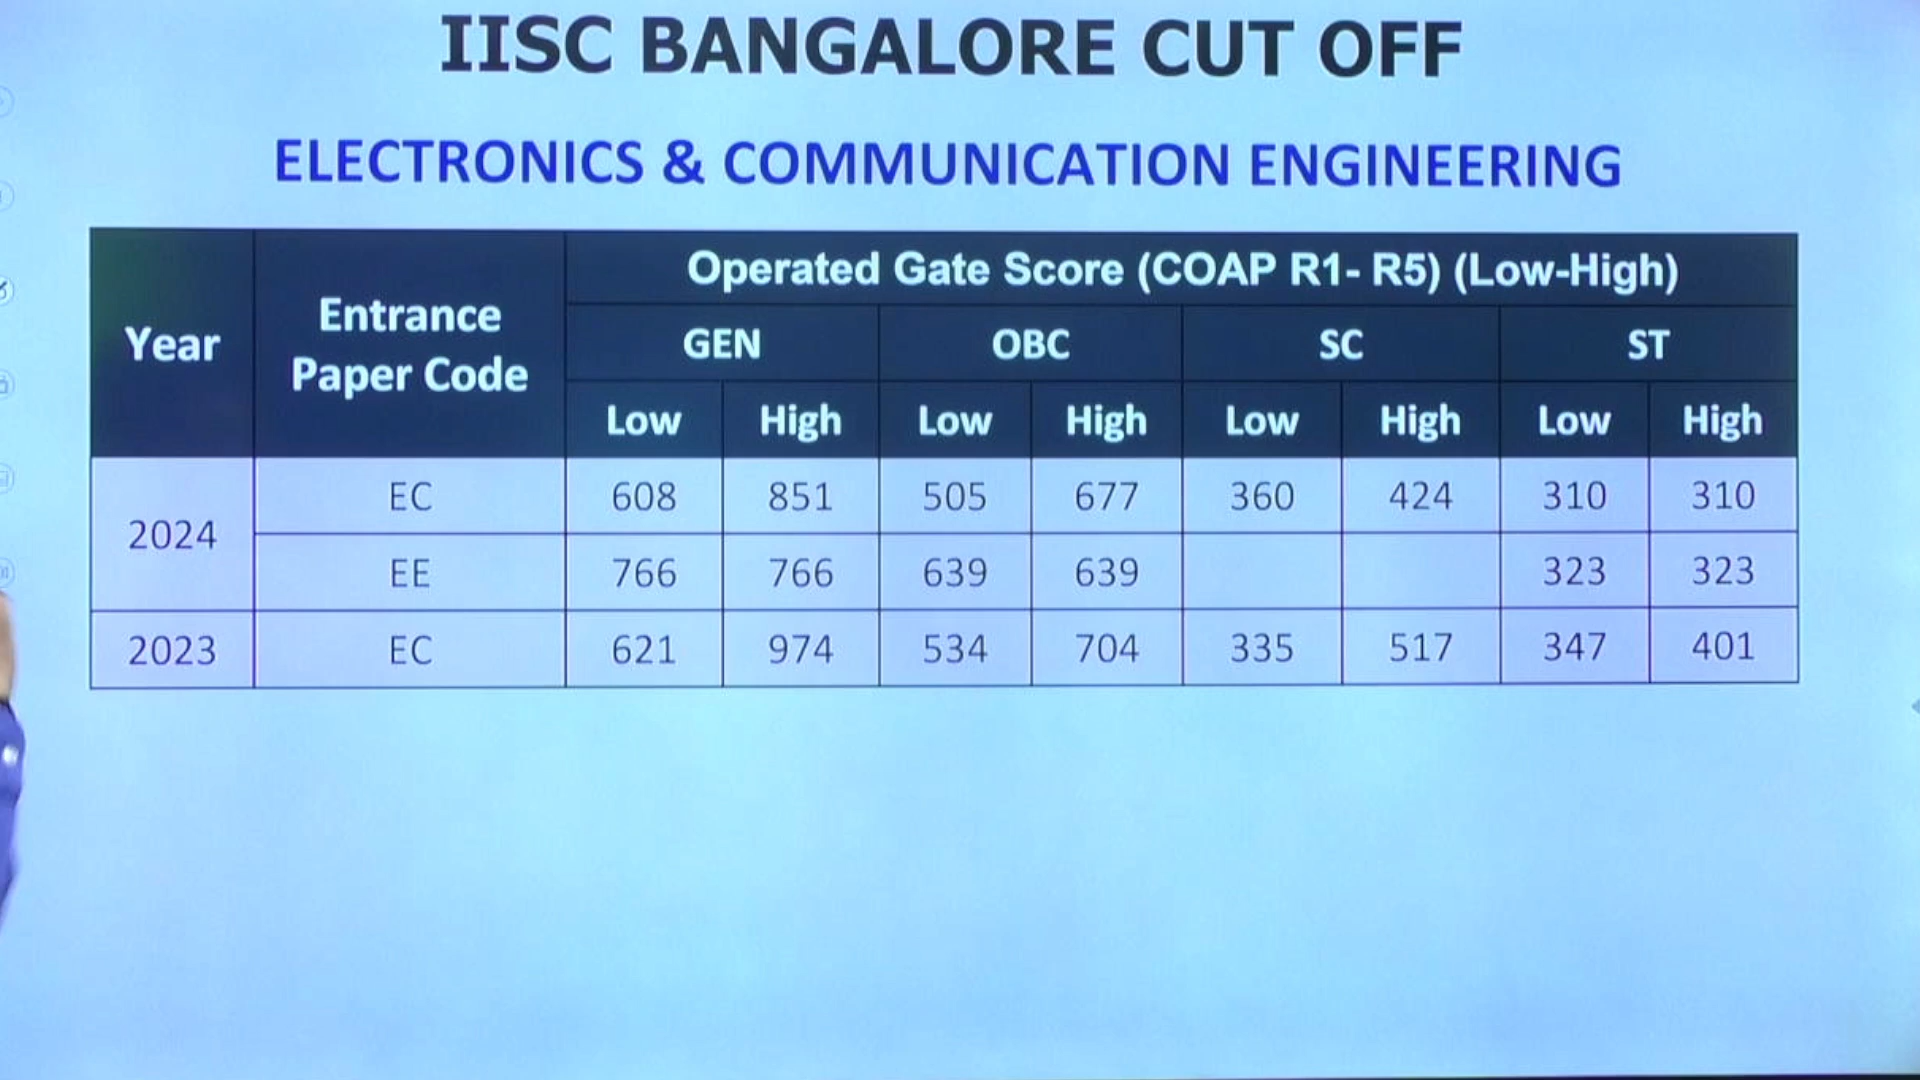 IISC BANGALORE CUT OFF
ELECTRONICS & COMMUNICATION ENGINEERING
Year Entrance Paper Code Operated Gate Score (COAP R1- R5) (Low-High)
GEN OBC SC ST
Low High Low High Low High Low High
2024 EC 608 851 505 677 360 424 310 310
EE 766 766 639 639 323 323
2023 EC 621 974 534 704 335 517 347 401